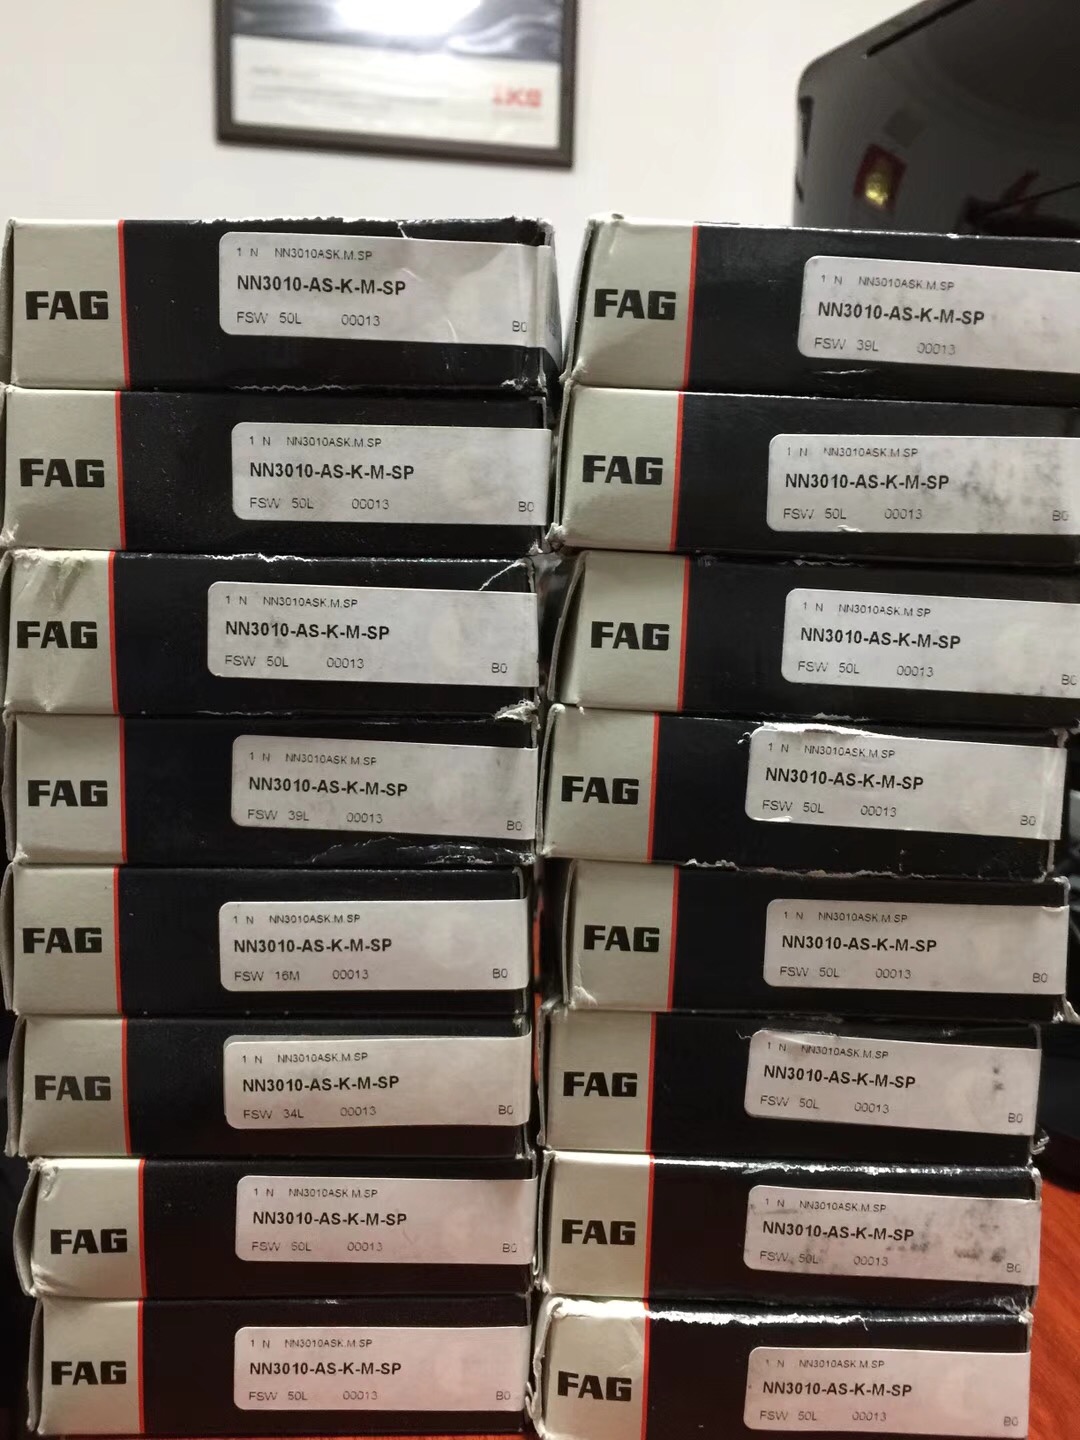 IKB
FAG
1 N NN3010ASK.M.SP
NN3010-AS-K-M-SP
FSW 50L 00013
B0
FAG
1 N NN3010ASK.M.SP
NN3010-AS-K-M-SP
FSW 50L 00013
B0
FAG
1 N NN3010ASK.M.SP
NN3010-AS-K-M-SP
FSW 50L 00013
B0
FAG
1 N NN3010ASK.M.SP
NN3010-AS-K-M-SP
FSW 39L 00013
B0
FAG
1 N NN3010ASK.M.SP
NN3010-AS-K-M-SP
FSW 16M 00013
B0
FAG
1 N NN3010ASK.M.SP
NN3010-AS-K-M-SP
FSW 34L 00013
B0
FAG
1 N NN3010ASK.M.SP
NN3010-AS-K-M-SP
FSW 50L 00013
B0
FAG
1 N NN3010ASK.M.SP
NN3010-AS-K-M-SP
FSW 50L 00013
B0
FAG
1 N NN3010ASK.M.SP
NN3010-AS-K-M-SP
FSW 39L 00013
FAG
1 N NN3010ASK.M.SP
NN3010-AS-K-M-SP
FSW 50L 00013
B0
FAG
1 N NN3010ASK.M.SP
NN3010-AS-K-M-SP
FSW 50L 00013
B0
FAG
1 N NN3010ASK.M.SP
NN3010-AS-K-M-SP
FSW 50L 00013
B0
FAG
1 N NN3010ASK.M.SP
NN3010-AS-K-M-SP
FSW 50L 00013
B0
FAG
1 N NN3010ASK.M.SP
NN3010-AS-K-M-SP
FSW 50L 00013
B0
FAG
1 N NN3010ASK.M.SP
NN3010-AS-K-M-SP
FSW 50L 00013
B0
FAG
1 N NN3010ASK.M.SP
NN3010-AS-K-M-SP
FSW 50L 00013
B0